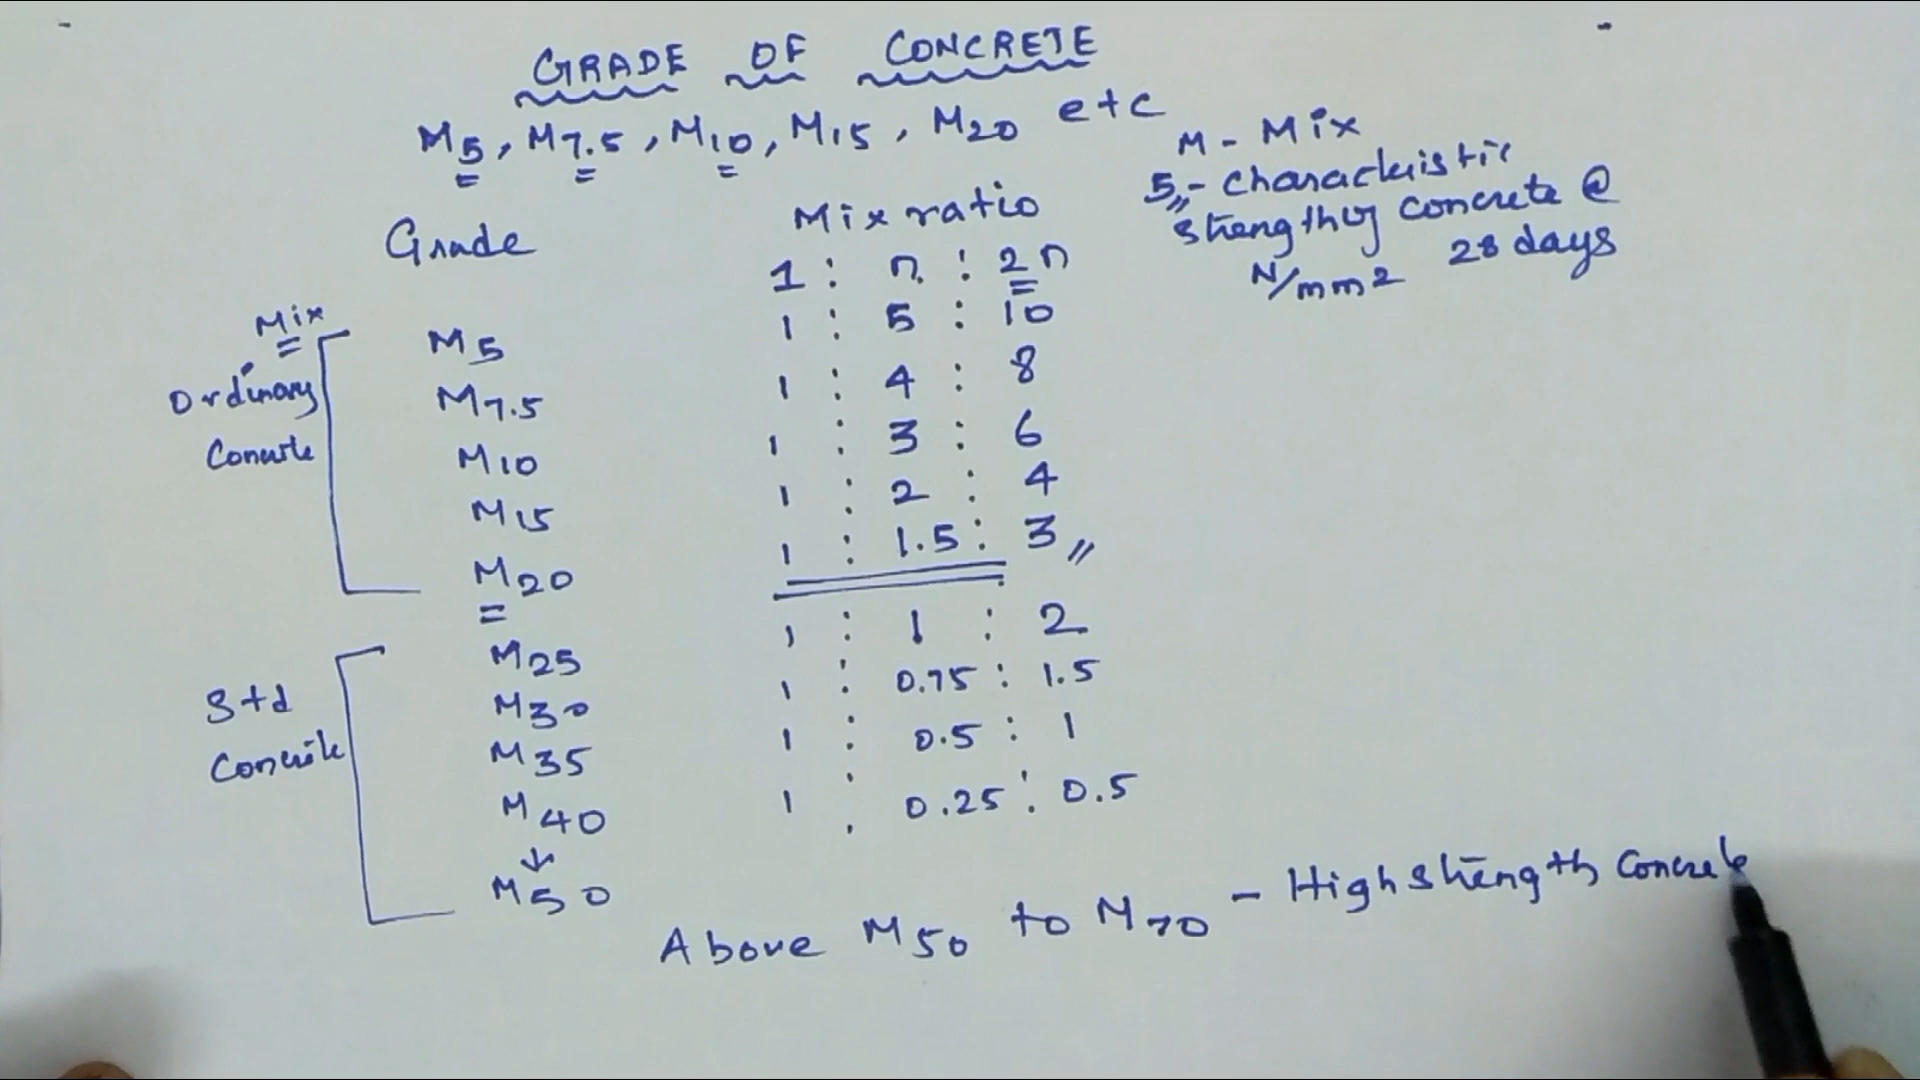 GRADE OF CONCRETE
M5, M7.5, M10, M15, M20 etc
M - Mix
5,, - Characteristic
strength of concrete @
N/mm2 28 days
Grade
Mix ratio
1 : n : 2n
Mix
Ordinary
Concrete
M5 1 : 5 : 10
M7.5 1 : 4 : 8
M10 1 : 3 : 6
M15 1 : 2 : 4
M20 1 : 1.5 : 3,,
Std
Concrete
M25 1 : 1 : 2
M30 1 : 0.75 : 1.5
M35 1 : 0.5 : 1
M40 1 : 0.25 : 0.5
↓
M50
Above M50 to M70 - High strength Concrete